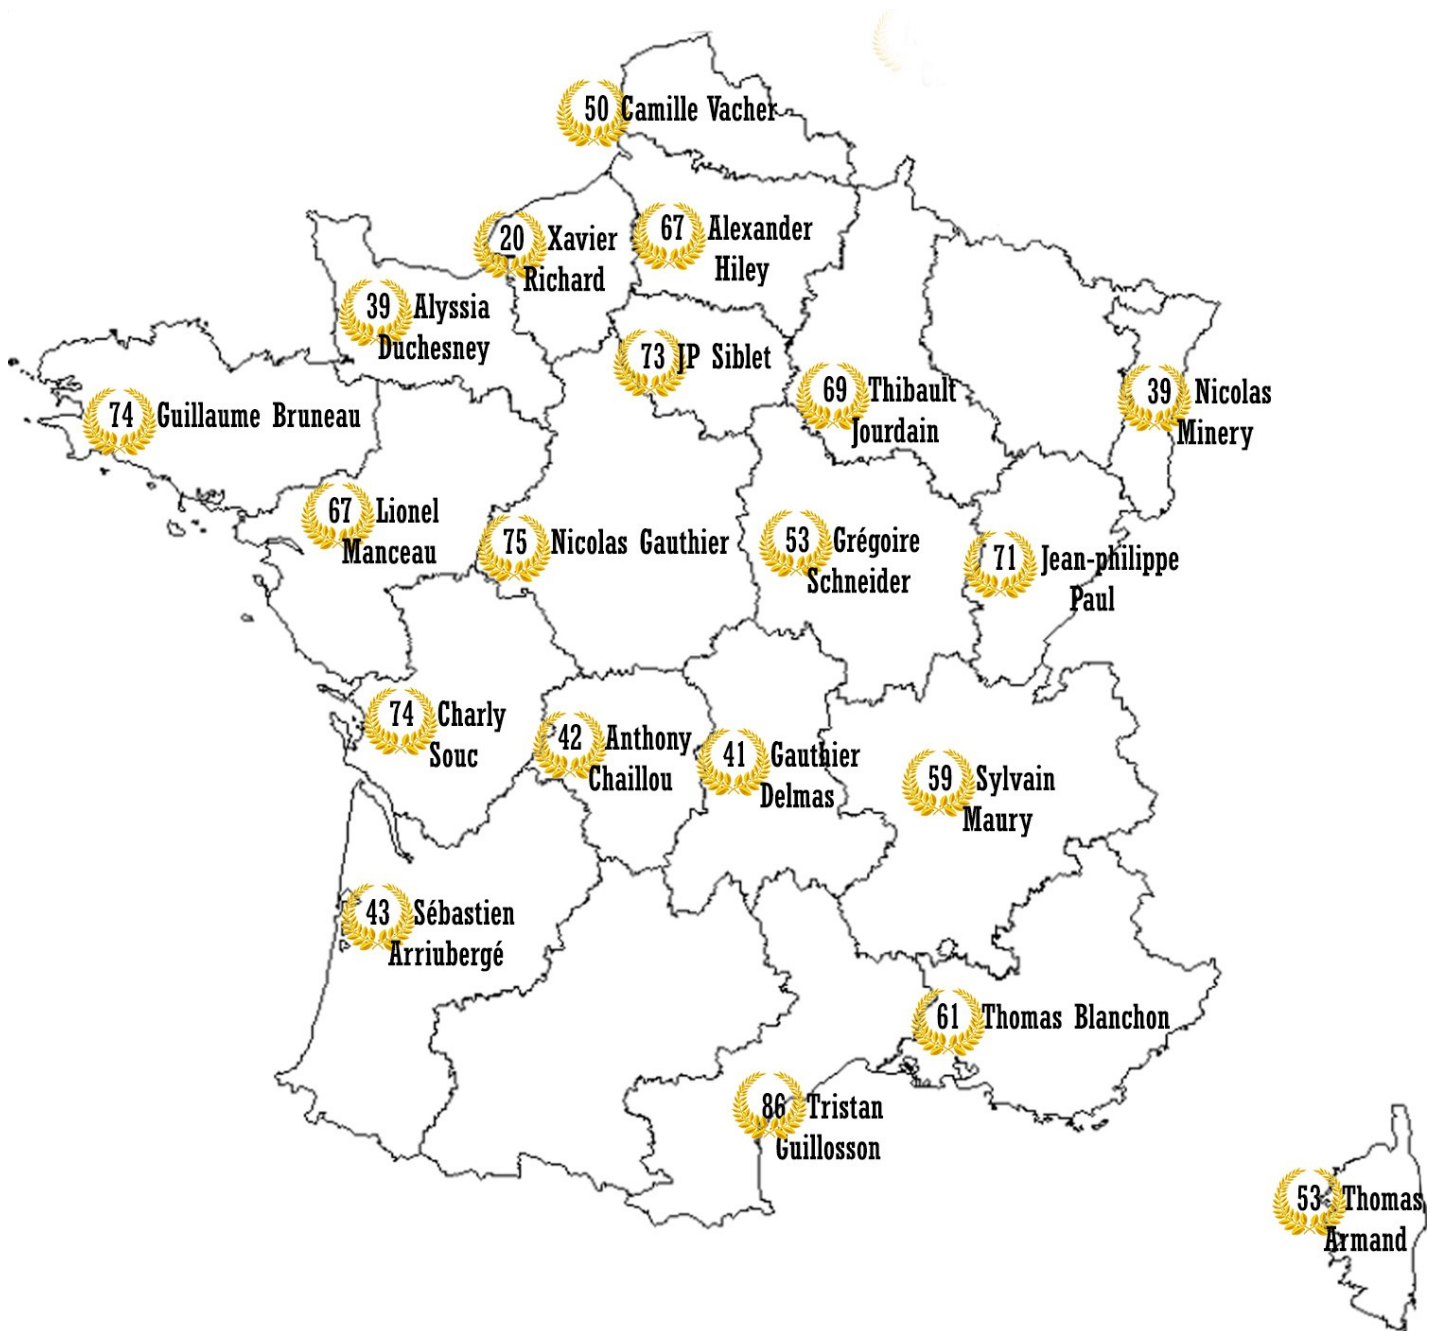 50 Camille Vacher
20 Xavier
Richard
67 Alexander
Hiley
39 Alyssia
Duchesney
73 JP Siblet
69 Thibault
Jourdain
39 Nicolas
Minery
74 Guillaume Bruneau
67 Lionel
Manceau
75 Nicolas Gauthier
53 Grégoire
Schneider
71 Jean-philippe
Paul
74 Charly
Souc
42 Anthony
Chaillou
41 Gauthier
Delmas
59 Sylvain
Maury
43 Sébastien
Arriubergé
61 Thomas Blanchon
86 Tristan
Guillosson
53 Thomas
Armand